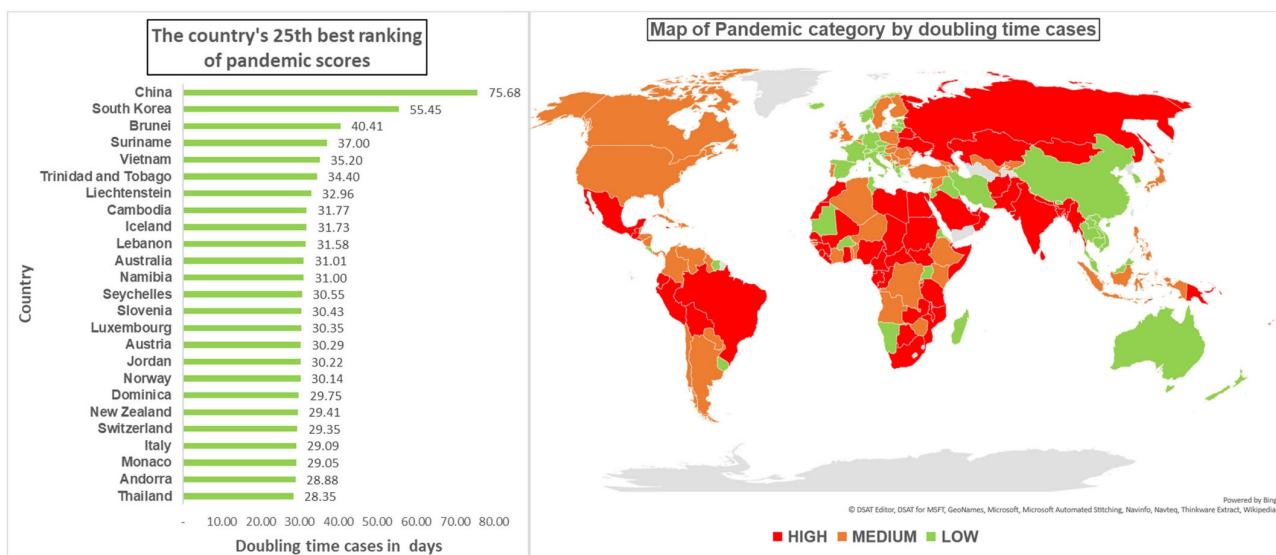 The country's 25th best ranking
of pandemic scores
Country
China 75.68
South Korea 55.45
Brunei 40.41
Suriname 37.00
Vietnam 35.20
Trinidad and Tobago 34.40
Liechtenstein 32.96
Cambodia 31.77
Iceland 31.73
Lebanon 31.58
Australia 31.01
Namibia 31.00
Seychelles 30.55
Slovenia 30.43
Luxembourg 30.35
Austria 30.29
Jordan 30.22
Norway 30.14
Dominica 29.75
New Zealand 29.41
Switzerland 29.35
Italy 29.09
Monaco 29.05
Andorra 28.88
Thailand 28.35
- 10.00 20.00 30.00 40.00 50.00 60.00 70.00 80.00
Doubling time cases in days
Map of Pandemic category by doubling time cases
Powered by Bing
© DSAT Editor, DSAT for MSFT, GeoNames, Microsoft, Microsoft Automated Stitching, Navinfo, Navteq, Thinkware Extract, Wikipedia
HIGH MEDIUM LOW